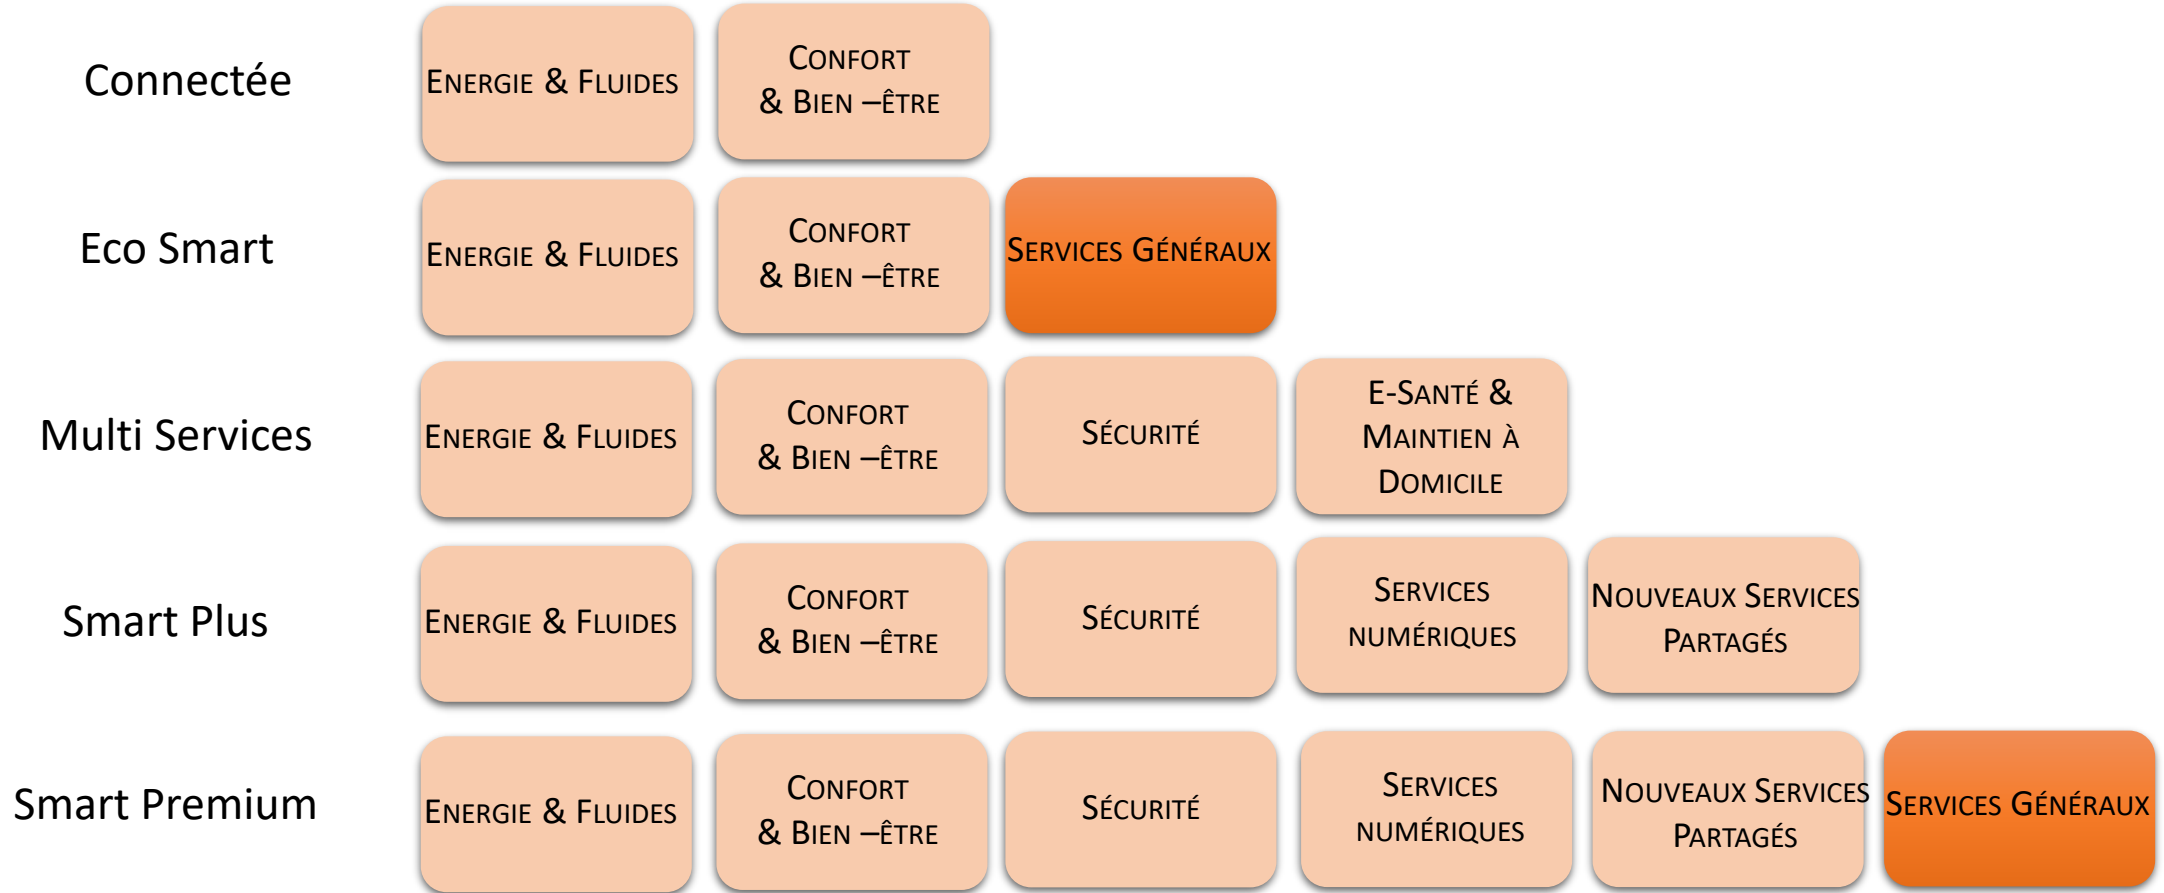 Connectée
ENERGIE & FLUIDES
CONFORT
& BIEN –ÊTRE
Eco Smart
ENERGIE & FLUIDES
CONFORT
& BIEN –ÊTRE
SERVICES GÉNÉRAUX
Multi Services
ENERGIE & FLUIDES
CONFORT
& BIEN –ÊTRE
SÉCURITÉ
E-SANTÉ &
MAINTIEN À
DOMICILE
Smart Plus
ENERGIE & FLUIDES
CONFORT
& BIEN –ÊTRE
SÉCURITÉ
SERVICES
NUMÉRIQUES
NOUVEAUX SERVICES
PARTAGÉS
Smart Premium
ENERGIE & FLUIDES
CONFORT
& BIEN –ÊTRE
SÉCURITÉ
SERVICES
NUMÉRIQUES
NOUVEAUX SERVICES
PARTAGÉS
SERVICES GÉNÉRAUX